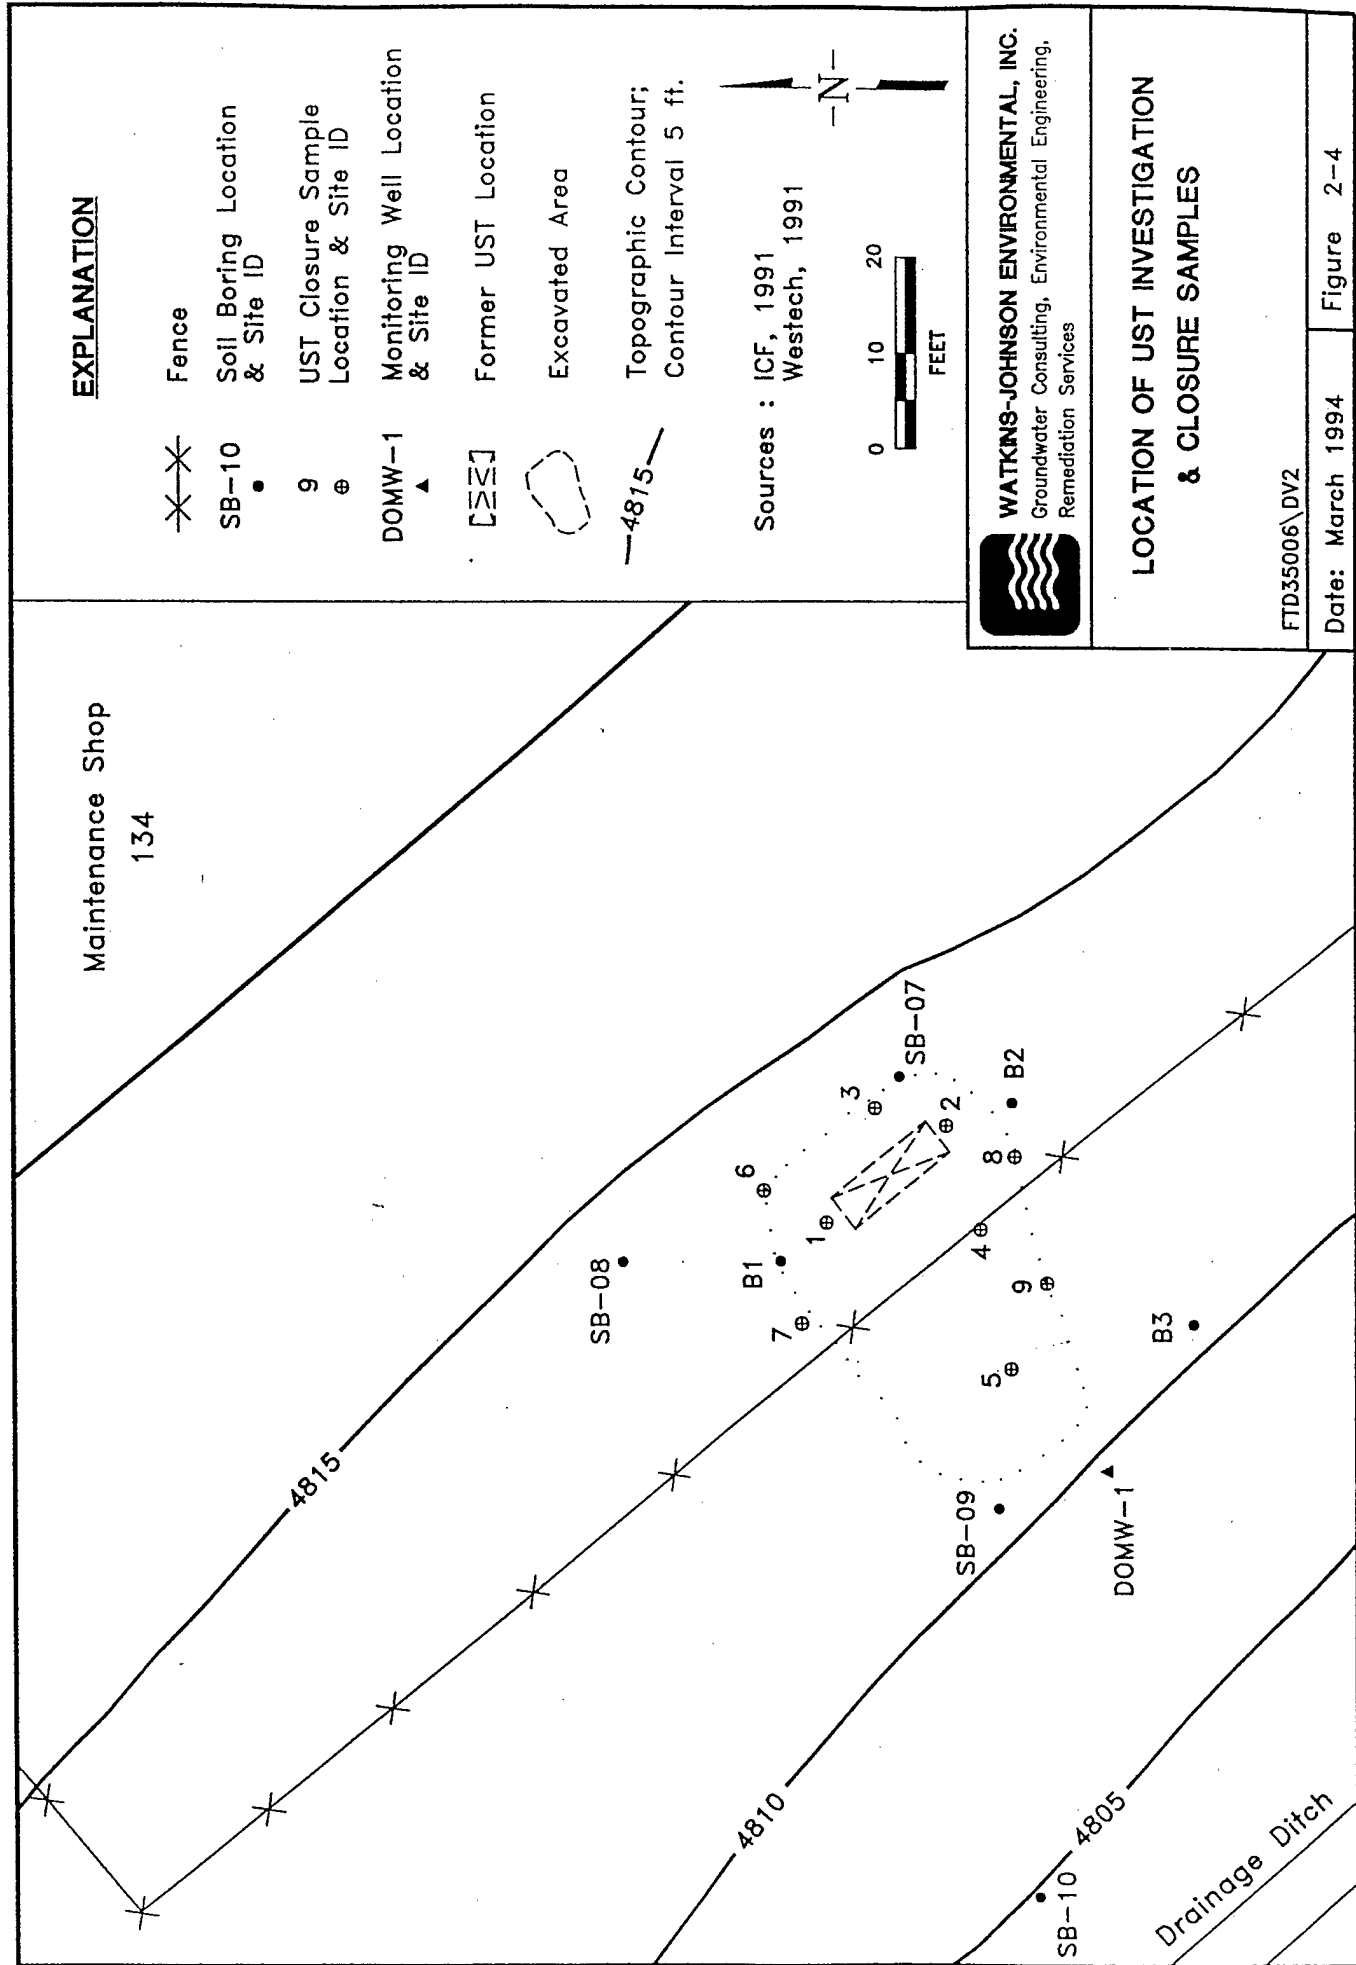 Maintenance Shop
134
4815
SB-08
6
B1
7
1
3
SB-07
2
8
B2
4
9
5
B3
SB-09
DOMW-1
4810
4805
SB-10
Drainage Ditch
EXPLANATION
Fence
SB-10
Soil Boring Location
& Site ID
9
UST Closure Sample
Location & Site ID
DOMW-1
Monitoring Well Location
& Site ID
Former UST Location
Excavated Area
4815
Topographic Contour;
Contour Interval 5 ft.
Sources : ICF, 1991
Westech, 1991
0 10 20
FEET
-N-
WATKINS-JOHNSON ENVIRONMENTAL, INC.
Groundwater Consulting, Environmental Engineering,
Remediation Services
LOCATION OF UST INVESTIGATION
& CLOSURE SAMPLES
FTD35006\DV2
Date: March 1994
Figure 2-4